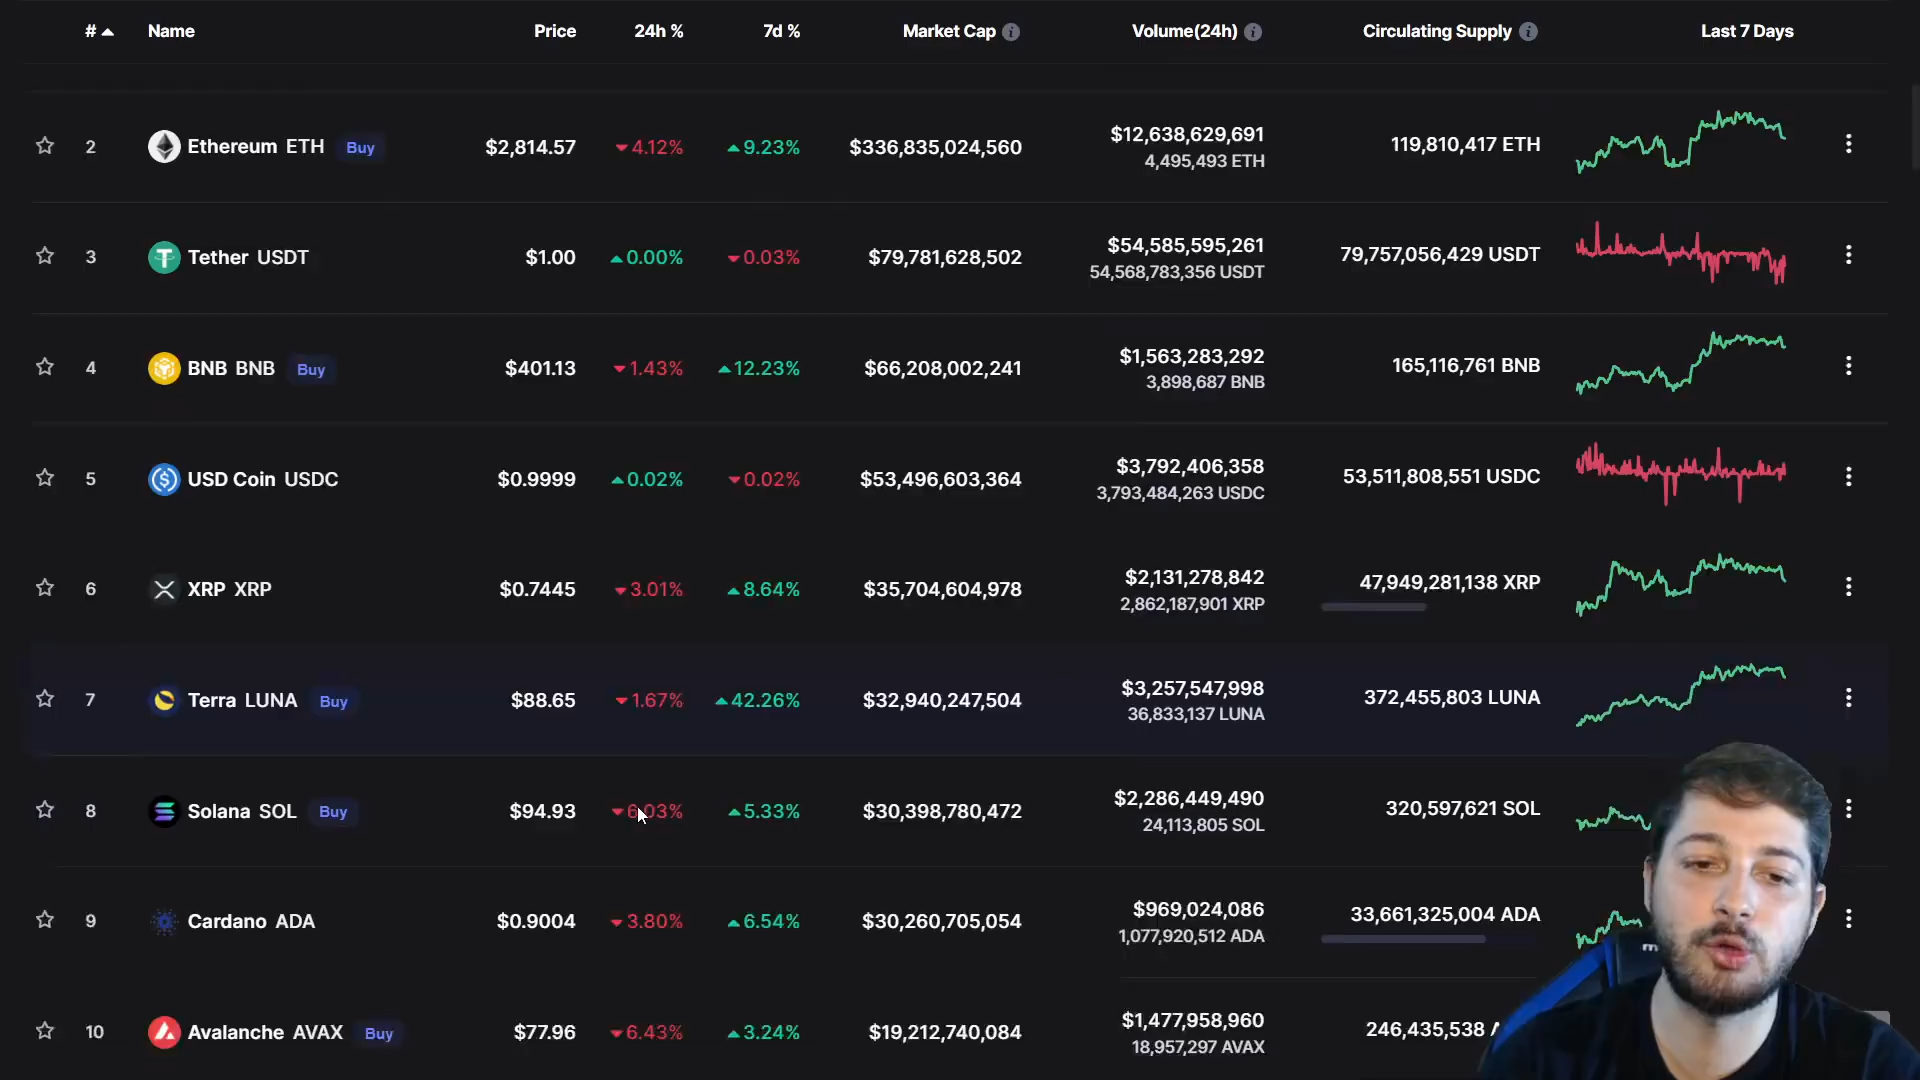 # Name Price 24h % 7d % Market Cap Volume(24h) Circulating Supply Last 7 Days
2 Ethereum ETH Buy $2,814.57 4.12% 9.23% $336,835,024,560 $12,638,629,691 119,810,417 ETH
4,495,493 ETH
3 Tether USDT $1.00 0.00% 0.03% $79,781,628,502 $54,585,595,261 79,757,056,429 USDT
54,568,783,356 USDT
4 BNB BNB Buy $401.13 1.43% 12.23% $66,208,002,241 $1,563,283,292 165,116,761 BNB
3,898,687 BNB
5 USD Coin USDC $0.9999 0.02% 0.02% $53,496,603,364 $3,792,406,358 53,511,808,551 USDC
3,793,484,263 USDC
6 XRP XRP $0.7445 3.01% 8.64% $35,704,604,978 $2,131,278,842 47,949,281,138 XRP
2,862,187,901 XRP
7 Terra LUNA Buy $88.65 1.67% 42.26% $32,940,247,504 $3,257,547,998 372,455,803 LUNA
36,833,137 LUNA
8 Solana SOL Buy $94.93 6.03% 5.33% $30,398,780,472 $2,286,449,490 320,597,621 SOL
24,113,805 SOL
9 Cardano ADA $0.9004 3.80% 6.54% $30,260,705,054 $969,024,086 33,661,325,004 ADA
1,077,920,512 ADA
10 Avalanche AVAX Buy $77.96 6.43% 3.24% $19,212,740,084 $1,477,958,960 246,435,538
18,957,297 AVAX